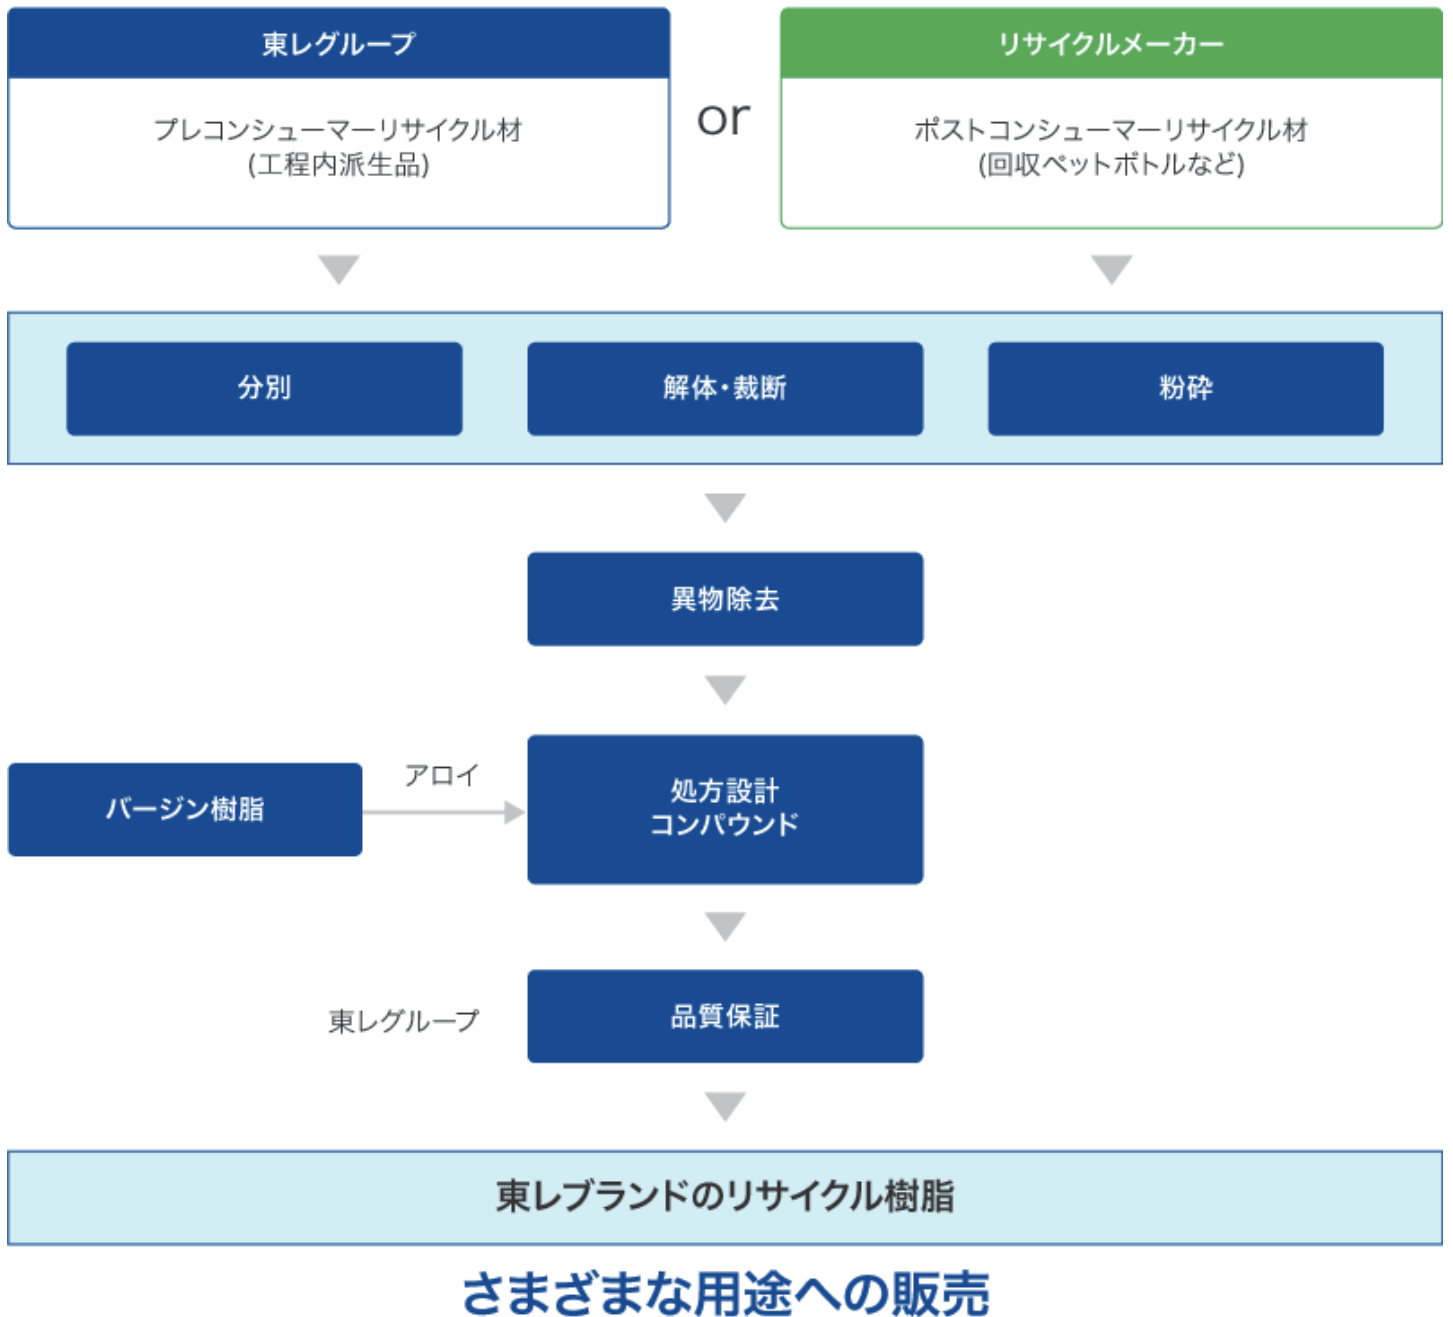 東レグループ
プレコンシューマーリサイクル材
(工程内派生品)
or
リサイクルメーカー
ポストコンシューマーリサイクル材
(回収ペットボトルなど)
分別
解体・裁断
粉砕
異物除去
バージン樹脂
アロイ
処方設計
コンパウンド
東レグループ
品質保証
東レブランドのリサイクル樹脂
さまざまな用途への販売